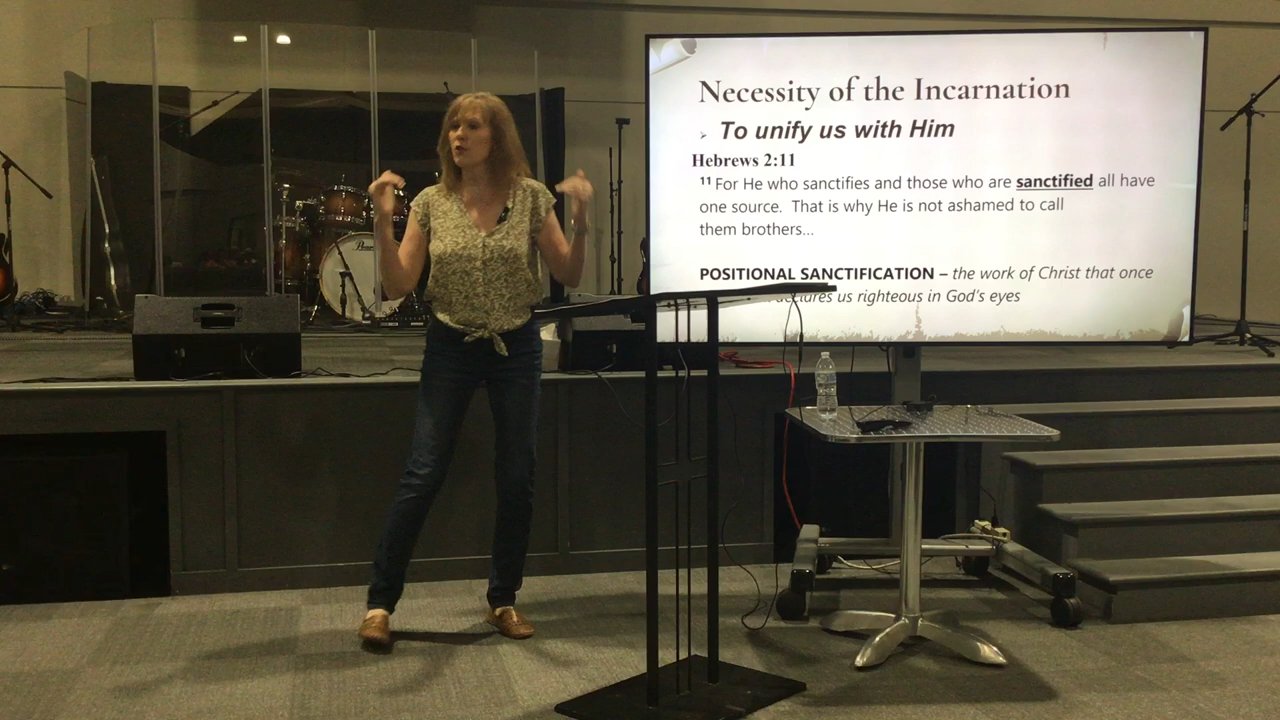 Necessity of the Incarnation
➢ To unify us with Him
Hebrews 2:11
¹¹ For He who sanctifies and those who are sanctified all have
one source. That is why He is not ashamed to call
them brothers...
POSITIONAL SANCTIFICATION – the work of Christ that once
us righteous in God's eyes